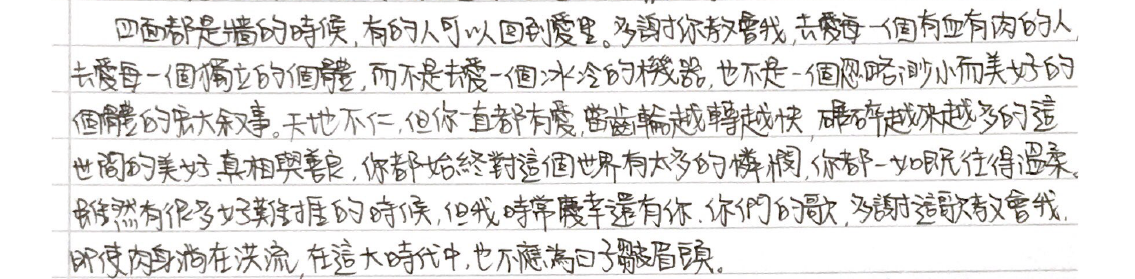 四面都是牆的時候,有的人可以回到愛里。多謝你教會我,去愛每一個有血有肉的人,
去愛每一個獨立的個體,而不是去愛一個冰冷的機器,也不是一個忽略渺小而美好的
個體的宏大叙事。天地不仁,但你一直都有愛,當齒輪越轉越快,碾碎越來越多的這
世間的美好真相與善良,你都始終對這個世界有太多的憐憫,你都一如既往得溫柔。
雖然有很多好難捱的時候,但我時常慶幸還有你、你們的歌,多謝這歌教會我,
即使肉身淌在洪流,在這大時代中,也不應為日子皺眉頭。